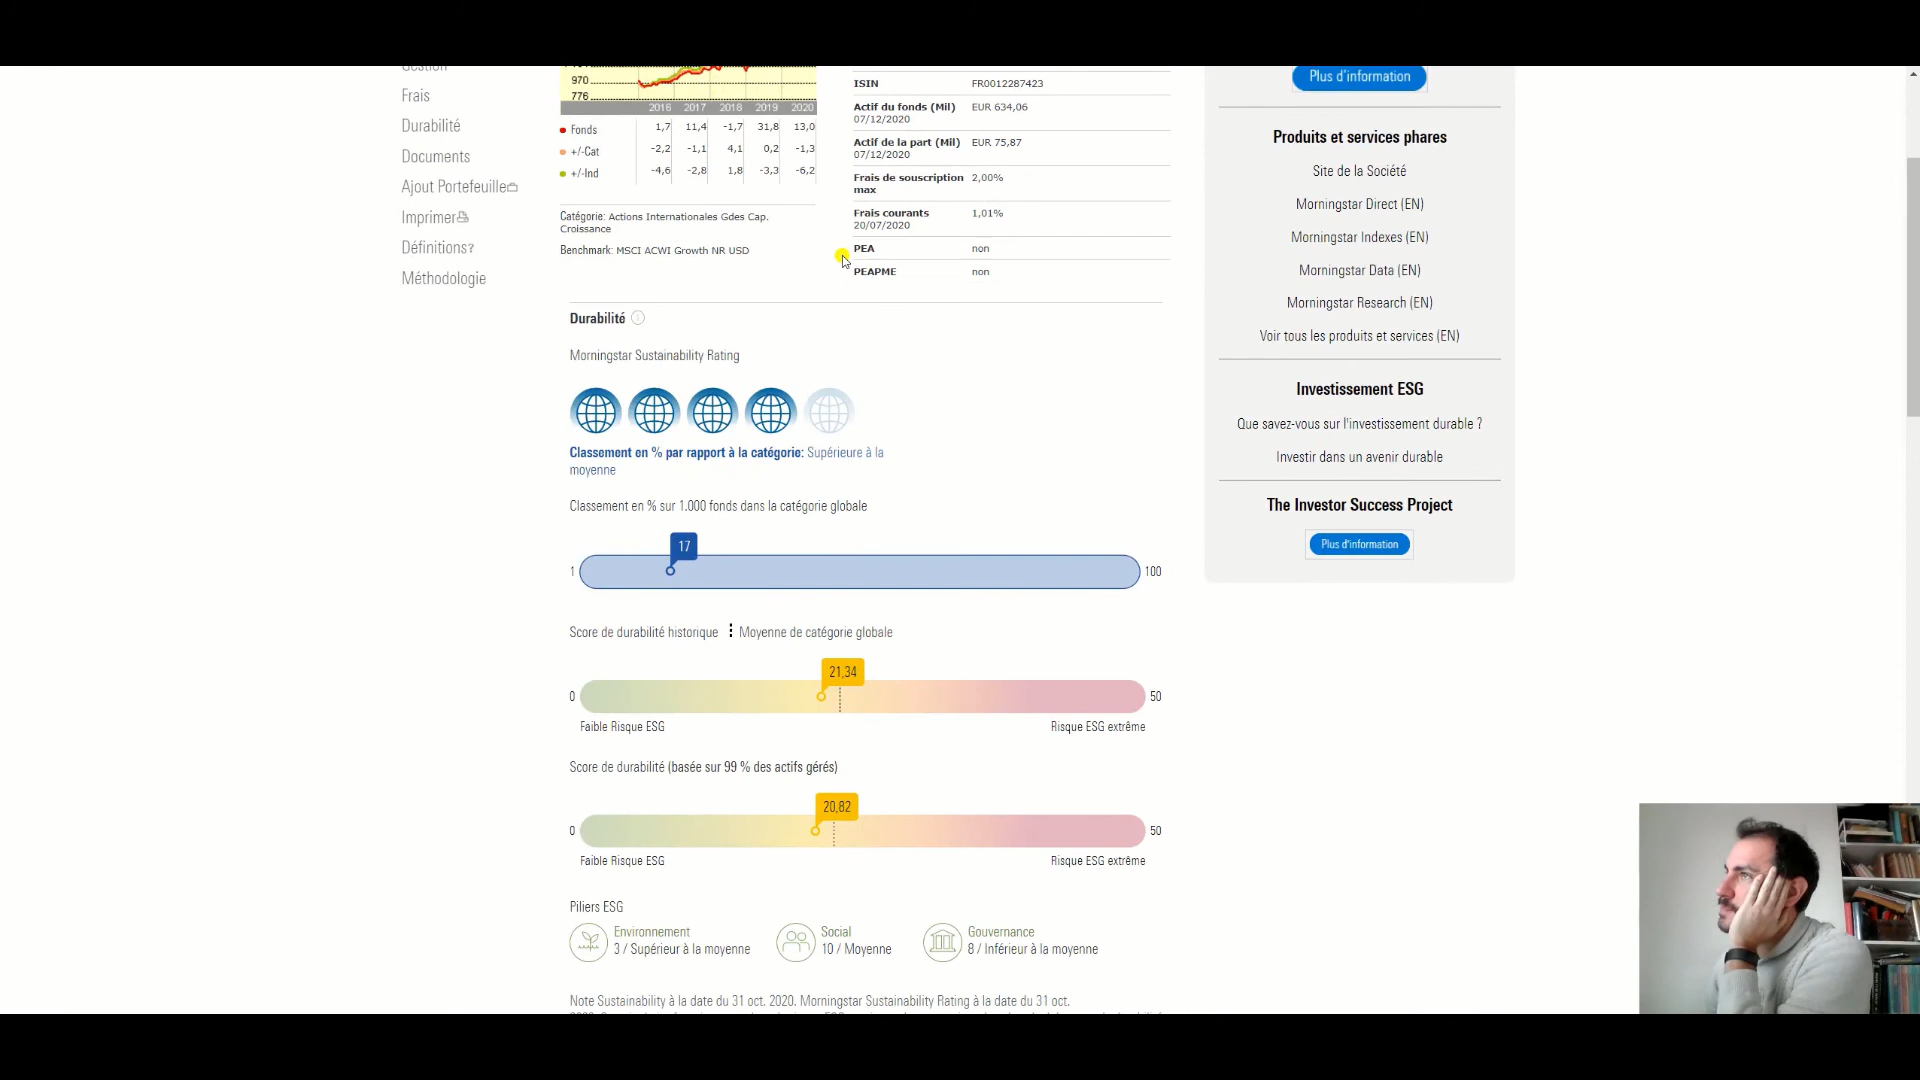 Gestion
Frais
Durabilité
Documents
Ajout Portefeuille
Imprimer
Définitions?
Méthodologie
970
776
2016 2017 2018 2019 2020
Fonds 1,7 11,4 -1,7 31,8 13,0
+/-Cat -2,2 -1,1 4,1 0,2 -1,3
+/-Ind -4,6 -2,8 1,8 -3,3 -6,2
Catégorie: Actions Internationales Gdes Cap.
Croissance
Benchmark: MSCI ACWI Growth NR USD
ISIN FR0012287423
Actif du fonds (Mil) EUR 634,06
07/12/2020
Actif de la part (Mil) EUR 75,87
07/12/2020
Frais de souscription 2,00%
max
Frais courants 1,01%
20/07/2020
PEA non
PEAPME non
Durabilité
Morningstar Sustainability Rating
Classement en % par rapport à la catégorie: Supérieure à la
moyenne
Classement en % sur 1.000 fonds dans la catégorie globale
17
1 100
Score de durabilité historique Moyenne de catégorie globale
21,34
0 50
Faible Risque ESG Risque ESG extrême
Score de durabilité (basée sur 99 % des actifs gérés)
20,82
0 50
Faible Risque ESG Risque ESG extrême
Piliers ESG
Environnement
3 / Supérieur à la moyenne
Social
10 / Moyenne
Gouvernance
8 / Inférieur à la moyenne
Note Sustainability à la date du 31 oct. 2020. Morningstar Sustainability Rating à la date du 31 oct.
Plus d'information
Produits et services phares
Site de la Société
Morningstar Direct (EN)
Morningstar Indexes (EN)
Morningstar Data (EN)
Morningstar Research (EN)
Voir tous les produits et services (EN)
Investissement ESG
Que savez-vous sur l'investissement durable ?
Investir dans un avenir durable
The Investor Success Project
Plus d'information